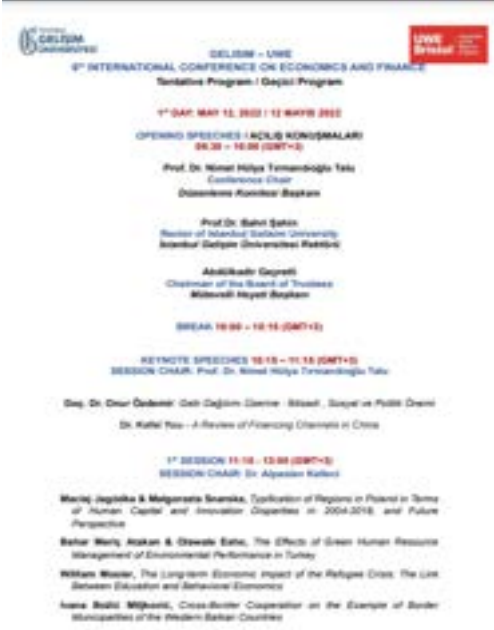 GELISIM – UWE
6TH INTERNATIONAL CONFERENCE ON ECONOMICS AND FINANCE
Tentative Program / Geçici Program
1st DAY: MAY 12, 2022 / 12 MAYIS 2022
OPENING SPEECHES / AÇILIŞ KONUŞMALARI
09:30 – 10:00 (GMT+3)
Prof. Dr. Nimet Hülya Tırmandıoğlu Talu
Conference Chair
Düzenleme Komitesi Başkanı
Prof.Dr. Bahri Şahin
Rector of Istanbul Gelisim University
İstanbul Gelişim Üniversitesi Rektörü
Abdülkadir Gayretli
Chairman of the Board of Trustees
Mütevelli Heyeti Başkanı
BREAK 10:00 – 10:15 (GMT+3)
KEYNOTE SPEECHES 10:15 – 11:15 (GMT+3)
SESSION CHAIR: Prof. Dr. Nimet Hülya Tırmandıoğlu Talu
Doç. Dr. Onur Özdemir: Gelir Dağılımı Üzerine: İktisadi, Sosyal ve Politik Önemi
Dr. Kefei You - A Review of Financing Channels in China
1st SESSION 11:15 - 13:00 (GMT+3)
SESSION CHAIR: Dr.
Maciej Jagódka & Malgorzata Snarska, Typification of Regions in Poland in Terms
of Human Capital and Innovation Disparities in 2004-2018, and Future
Perspective
Bahar Meriç Atakan & Olawale, The Effects of Green Human Resource
Management of Environmental Performance in Turkey
William Mosier, The Long-term Economic Impact of the Refugee Crisis: The Link
Between Education and Behavioral Economics
Ivana Božić Miljković, Cross-Border Cooperation on the Example of Border
Municipalities of the Western Balkan Countries
GELİŞİM
ÜNİVERSİTESİ
UWE
Bristol